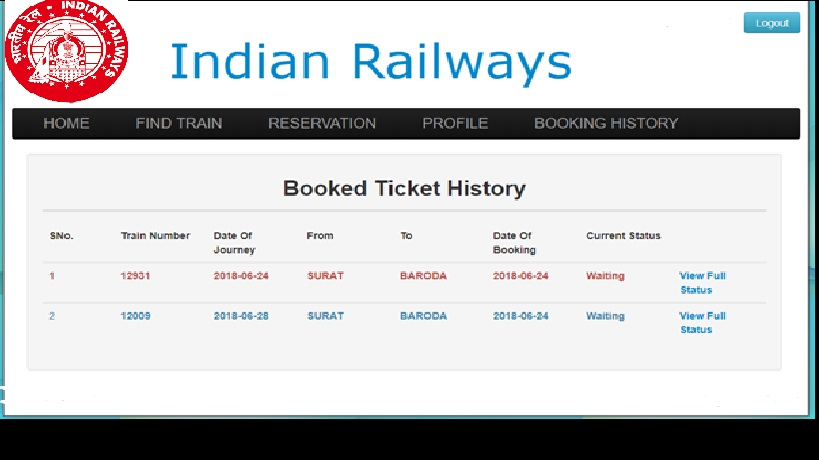 भारतीय रेल • INDIAN RAILWAYS
Logout
Indian Railways
HOME FIND TRAIN RESERVATION PROFILE BOOKING HISTORY
Booked Ticket History
SNo. Train Number Date Of Journey From To Date Of Booking Current Status
1 12931 2018-06-24 SURAT BARODA 2018-06-24 Waiting View Full Status
2 12009 2018-06-28 SURAT BARODA 2018-06-24 Waiting View Full Status